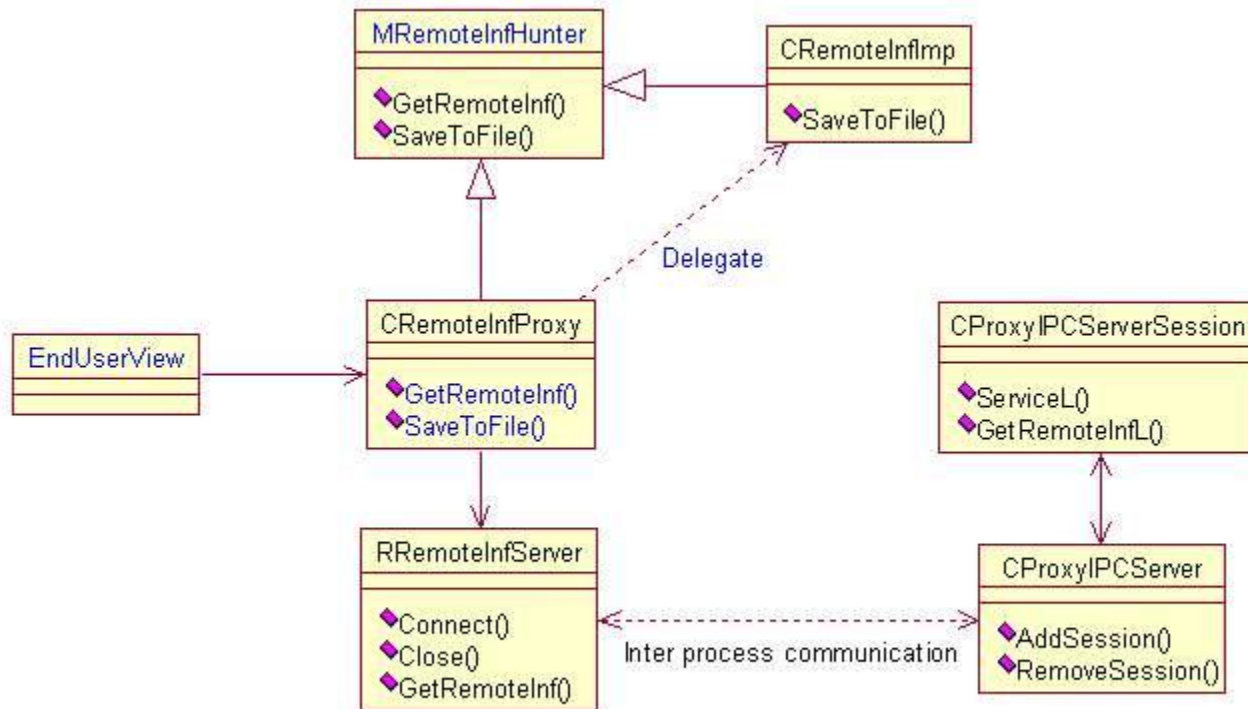 MRemoteInfHunter
GetRemoteInf()
SaveToFile()
CRemoteInfImp
SaveToFile()
Delegate
EndUserView
CRemoteInfProxy
GetRemoteInf()
SaveToFile()
CProxyIPCServerSession
ServiceL()
GetRemoteInfL()
RRemoteInfServer
Connect()
Close()
GetRemoteInf()
Inter process communication
CProxyIPCServer
AddSession()
RemoveSession()